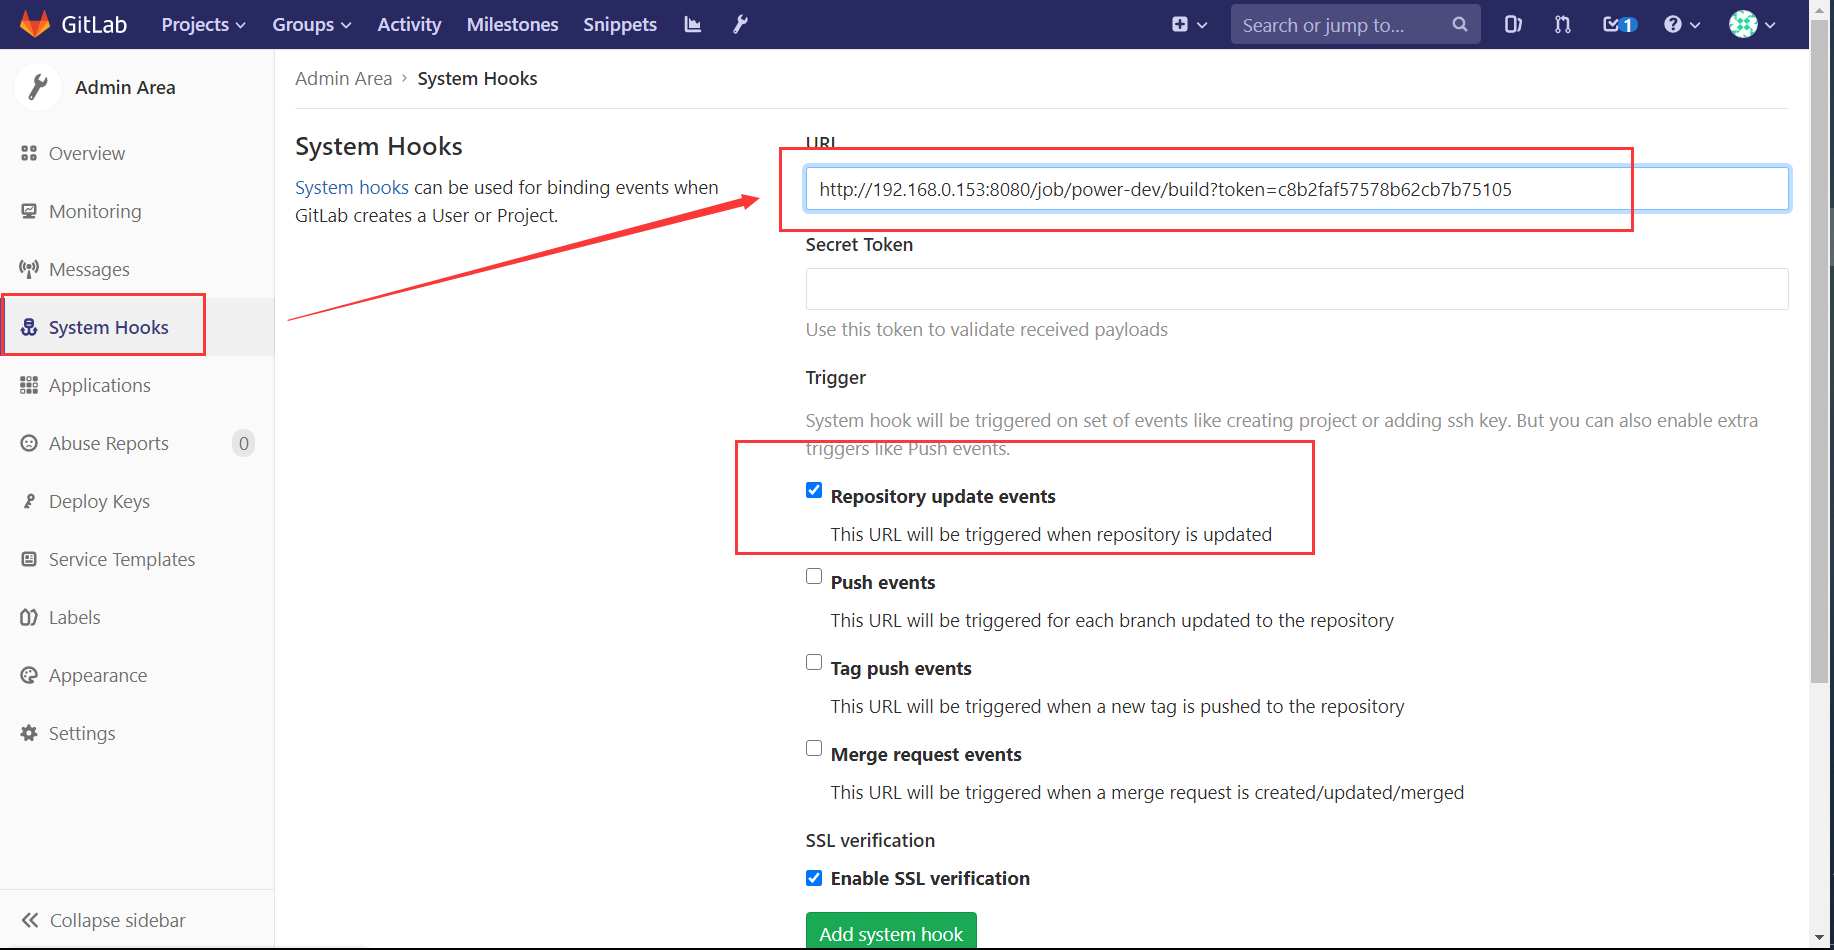 GitLab Projects Groups Activity Milestones Snippets Search or jump to... 1
Admin Area
Overview
Monitoring
Messages
System Hooks
Applications
Abuse Reports 0
Deploy Keys
Service Templates
Labels
Appearance
Settings
Collapse sidebar
Admin Area › System Hooks
System Hooks
System hooks can be used for binding events when
GitLab creates a User or Project.
URL
http://192.168.0.153:8080/job/power-dev/build?token=c8b2faf57578b62cb7b75105
Secret Token
Use this token to validate received payloads
Trigger
System hook will be triggered on set of events like creating project or adding ssh key. But you can also enable extra
triggers like Push events.
Repository update events
This URL will be triggered when repository is updated
Push events
This URL will be triggered for each branch updated to the repository
Tag push events
This URL will be triggered when a new tag is pushed to the repository
Merge request events
This URL will be triggered when a merge request is created/updated/merged
SSL verification
Enable SSL verification
Add system hook